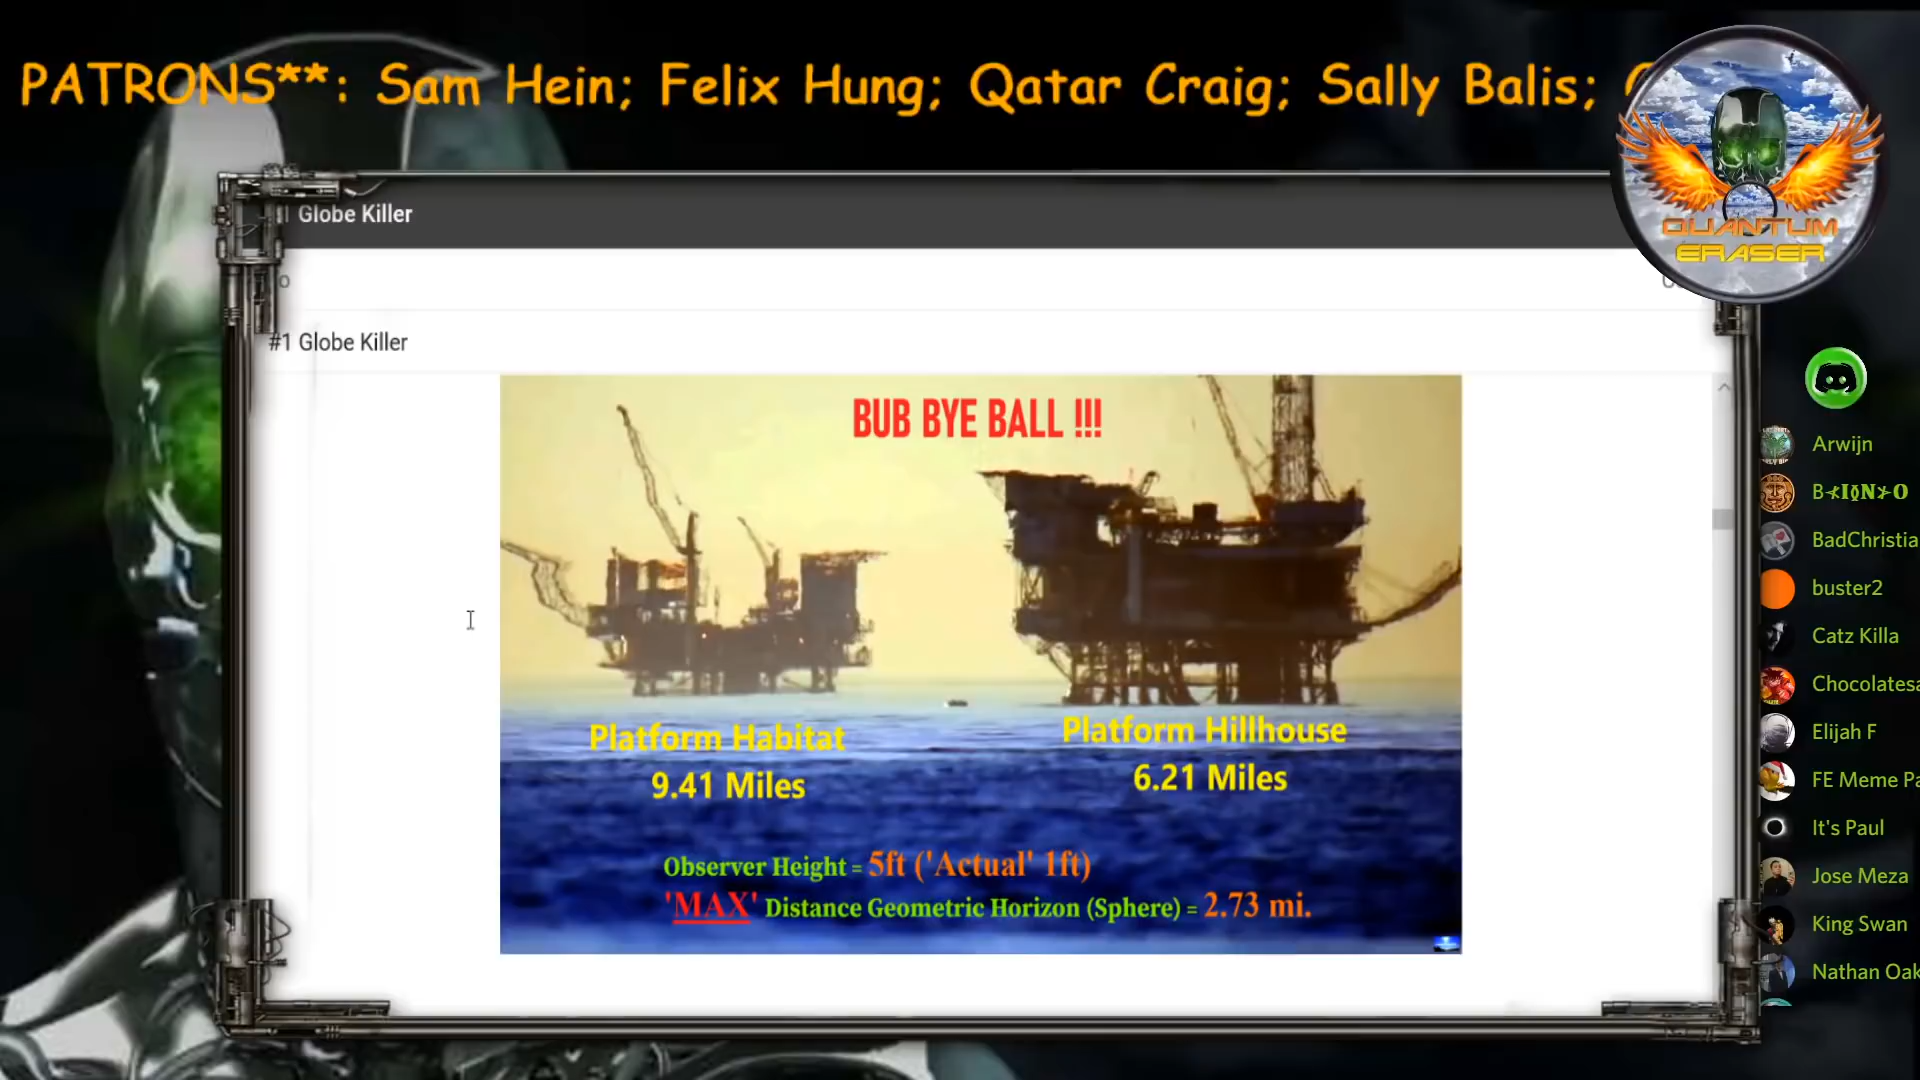 PATRONS**: Sam Hein; Felix Hung; Qatar Craig; Sally Balis;
QUANTUM
ERASER
Globe Killer
#1 Globe Killer
BUB BYE BALL !!!
Platform Habitat
9.41 Miles
Platform Hillhouse
6.21 Miles
Observer Height = 5ft ('Actual' 1ft)
'MAX' Distance Geometric Horizon (Sphere) = 2.73 mi.
Arwijn
BadChristia
buster2
Catz Killa
Chocolatesa
Elijah F
FE Meme Pa
It's Paul
Jose Meza
King Swan
Nathan Oak